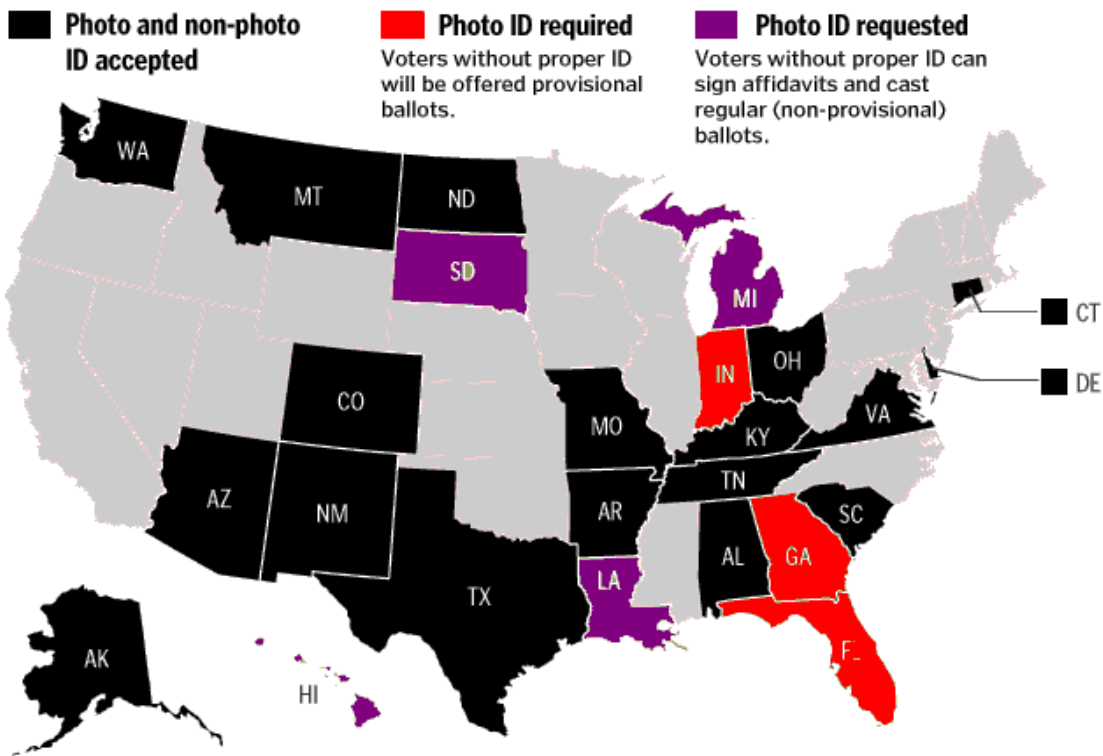 Photo and non-photo
ID accepted
Photo ID required
Voters without proper ID
will be offered provisional
ballots.
Photo ID requested
Voters without proper ID can
sign affidavits and cast
regular (non-provisional)
ballots.
WA
MT
ND
SD
MI
CT
IN
OH
DE
CO
MO
KY
VA
AZ
NM
TN
AR
SC
AL
GA
LA
TX
FL
AK
HI